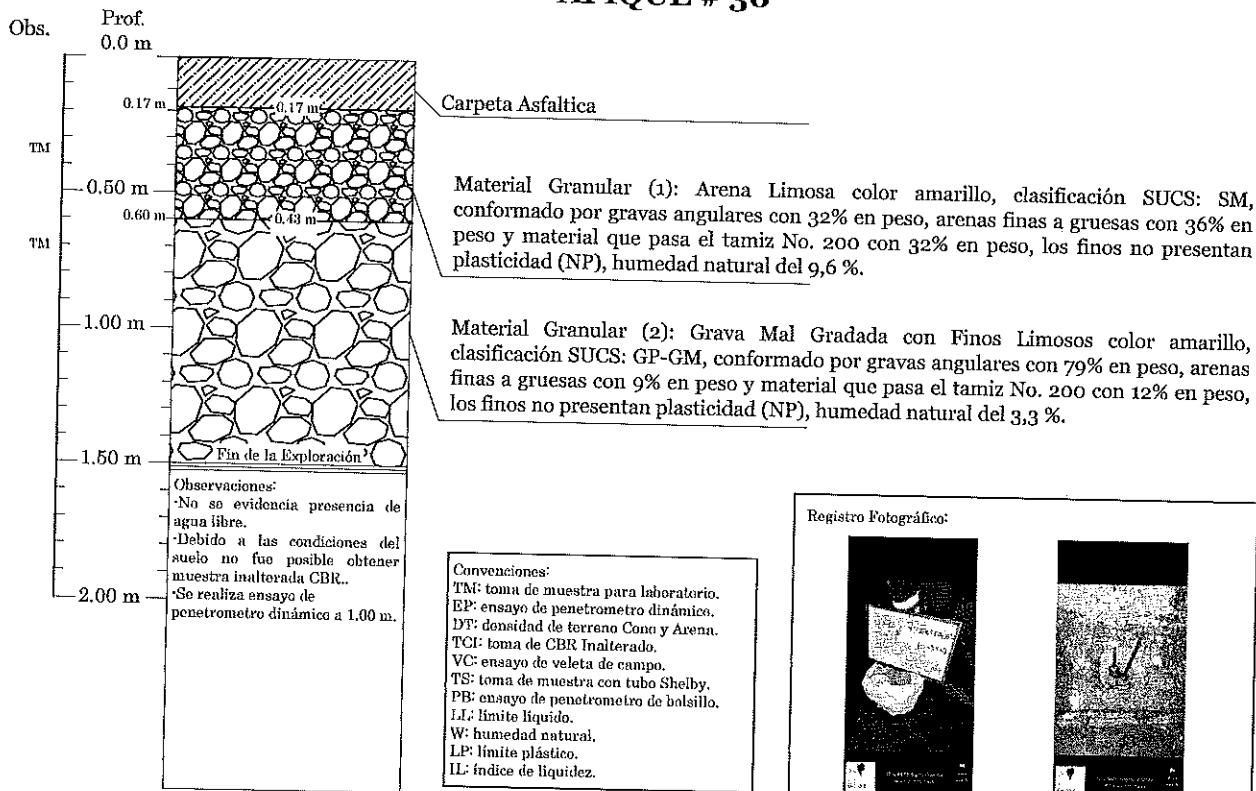 Obs.
Prof.
0.0 m
0.17 m
0.17 m
Carpeta Asfaltica
TM
0.50 m
0.60 m
0.43 m
TM
Material Granular (1): Arena Limosa color amarillo, clasificación SUCS: SM,
conformado por gravas angulares con 32% en peso, arenas finas a gruesas con 36% en
peso y material que pasa el tamiz No. 200 con 32% en peso, los finos no presentan
plasticidad (NP), humedad natural del 9,6 %.
1.00 m
Material Granular (2): Grava Mal Gradada con Finos Limosos color amarillo,
clasificación SUCS: GP-GM, conformado por gravas angulares con 79% en peso, arenas
finas a gruesas con 9% en peso y material que pasa el tamiz No. 200 con 12% en peso,
los finos no presentan plasticidad (NP), humedad natural del 3,3 %.
1.50 m
Fin de la Exploración
2.00 m
Observaciones:
-No se evidencia presencia de
agua libre.
-Debido a las condiciones del
suelo no fue posible obtener
muestra inalterada CBR..
-Se realiza ensayo de
penetrometro dinámico a 1.00 m.
Convenciones:
TM: toma de muestra para laboratorio.
EP: ensayo de penetrometro dinámico.
DT: densidad de terreno Cono y Arena.
TCI: toma de CBR Inalterado.
VC: ensayo de veleta de campo.
TS: toma de muestra con tubo Shelby.
PB: ensayo de penetrometro de bolsillo.
LL: límite líquido.
W: humedad natural.
LP: límite plástico.
IL: índice de liquidez.
Registro Fotográfico: